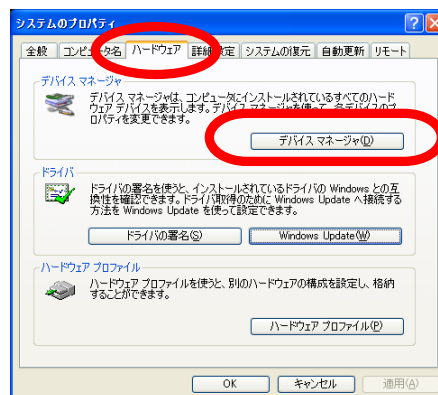 システムのプロパティ
全般 コンピュータ名 ハードウェア 詳細設定 システムの復元 自動更新 リモート
デバイス マネージャ
デバイス マネージャは、コンピュータにインストールされているすべてのハード
ウェア デバイスを表示します。デバイス マネージャを使って、各デバイスのプ
ロパティを変更できます。
デバイス マネージャ(D)
ドライバ
ドライバの署名を使うと、インストールされているドライバの Windows との互
換性を確認できます。ドライバ取得のために Windows Update へ接続する
方法を Windows Update を使って設定できます。
ドライバの署名(S) Windows Update(W)
ハードウェア プロファイル
ハードウェア プロファイルを使うと、別のハードウェアの構成を設定し、格納
することができます。
ハードウェア プロファイル(P)
OK キャンセル 適用(A)